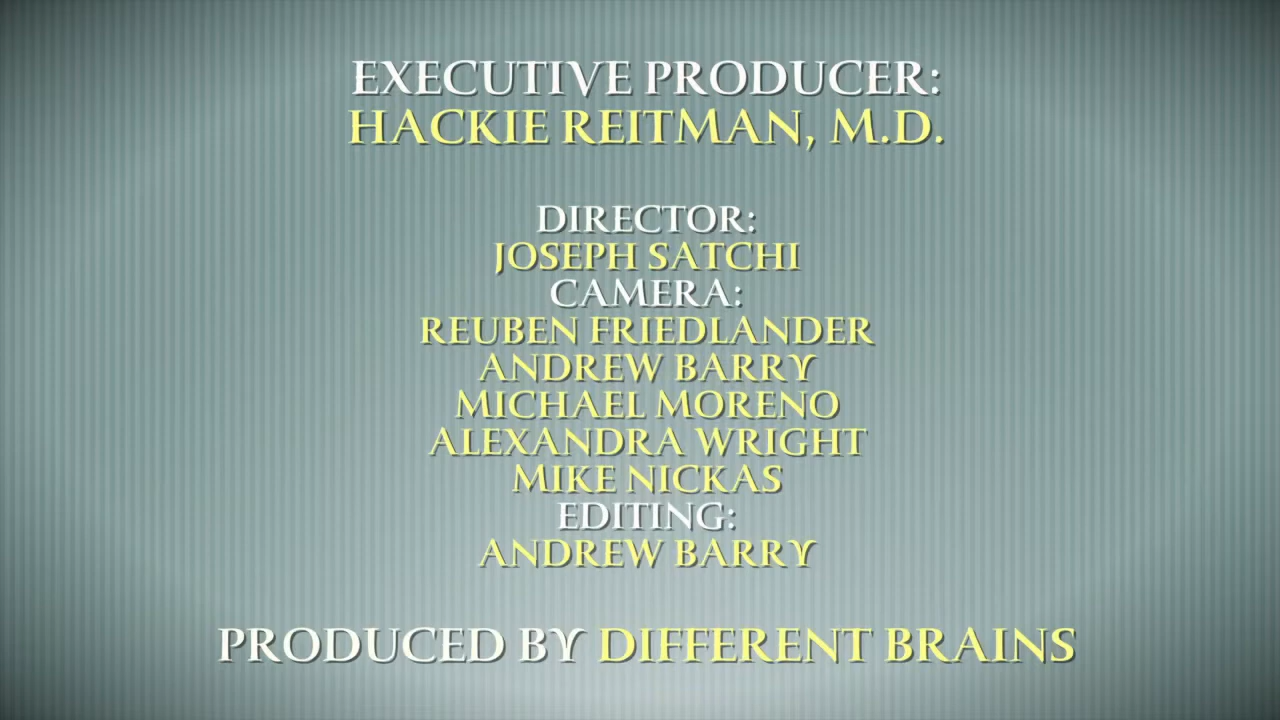 EXECUTIVE PRODUCER:
HACKIE REITMAN, M.D.
DIRECTOR:
JOSEPH SATCHI
CAMERA:
REUBEN FRIEDLANDER
ANDREW BARRY
MICHAEL MORENO
ALEXANDRA WRIGHT
MIKE NICKAS
EDITING:
ANDREW BARRY
PRODUCED BY DIFFERENT BRAINS